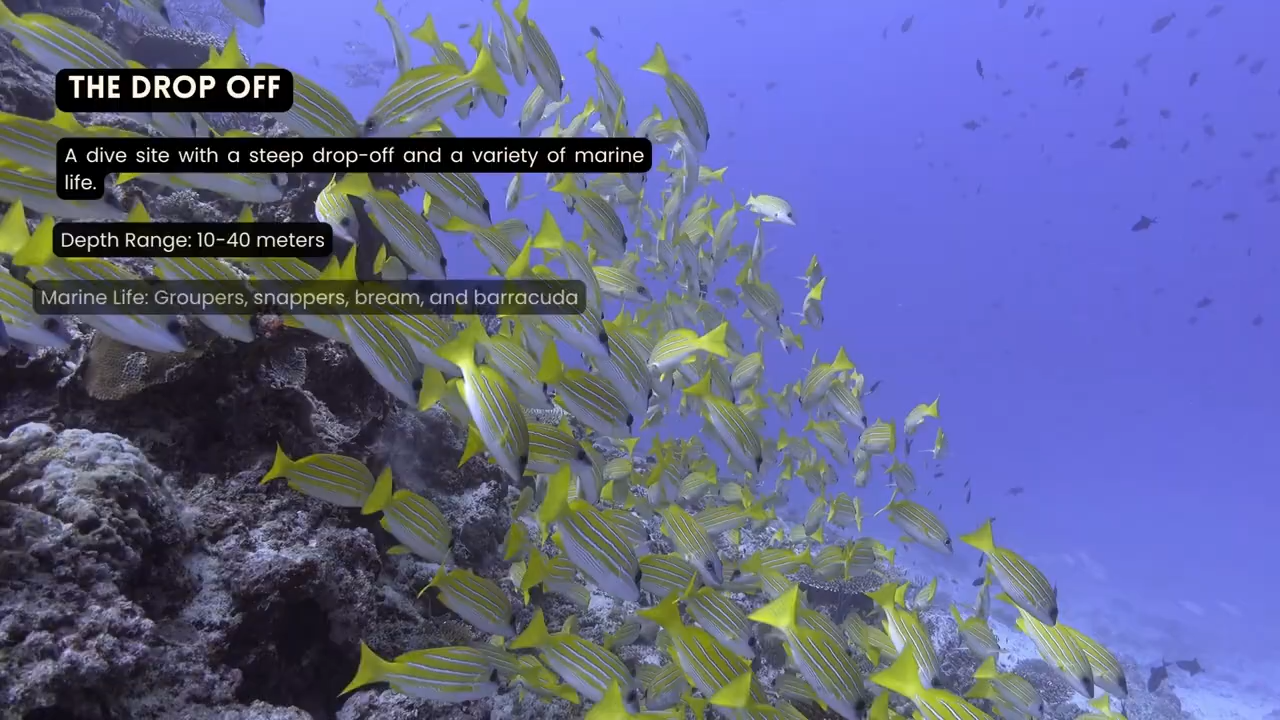 THE DROP OFF
A dive site with a steep drop-off and a variety of marine
life.
Depth Range: 10-40 meters
Marine Life: Groupers, snappers, bream, and barracuda